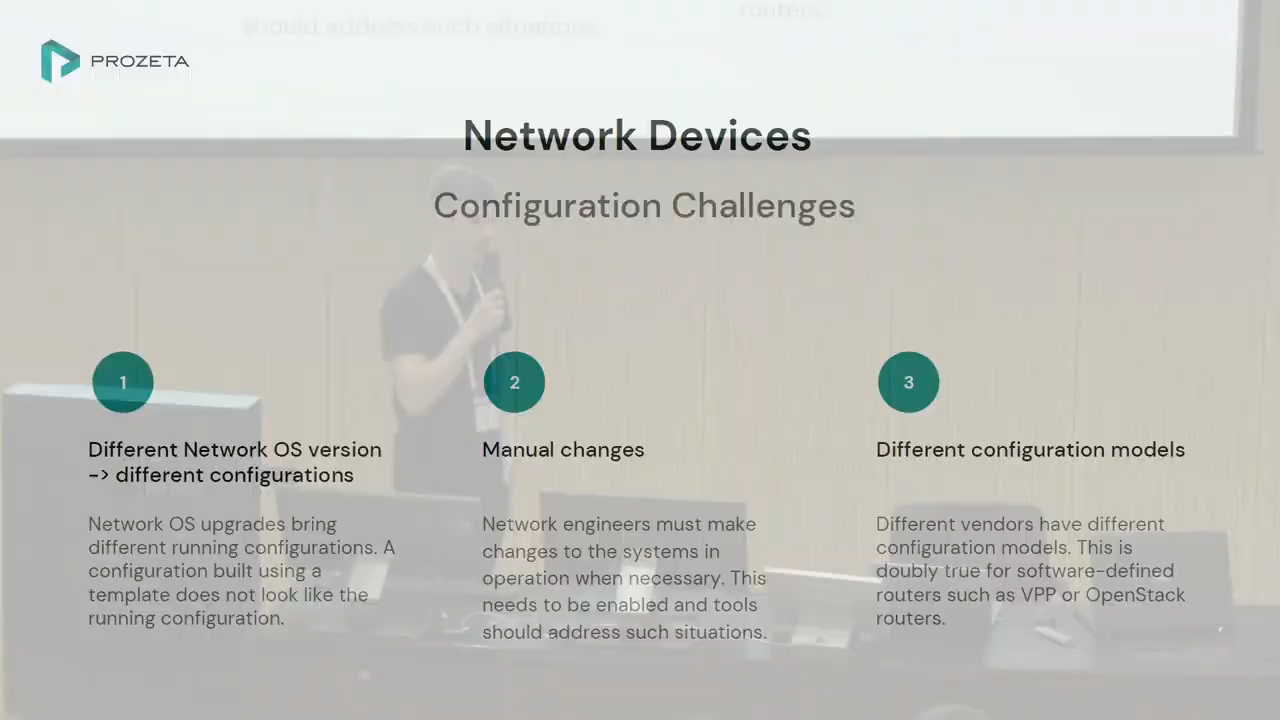 should address such situations.
routers.
PROZETA
Network Devices
Configuration Challenges
1
2
3
Different Network OS version
-> different configurations
Manual changes
Different configuration models
Network OS upgrades bring
different running configurations. A
configuration built using a
template does not look like the
running configuration.
Network engineers must make
changes to the systems in
operation when necessary. This
needs to be enabled and tools
should address such situations.
Different vendors have different
configuration models. This is
doubly true for software-defined
routers such as VPP or OpenStack
routers.